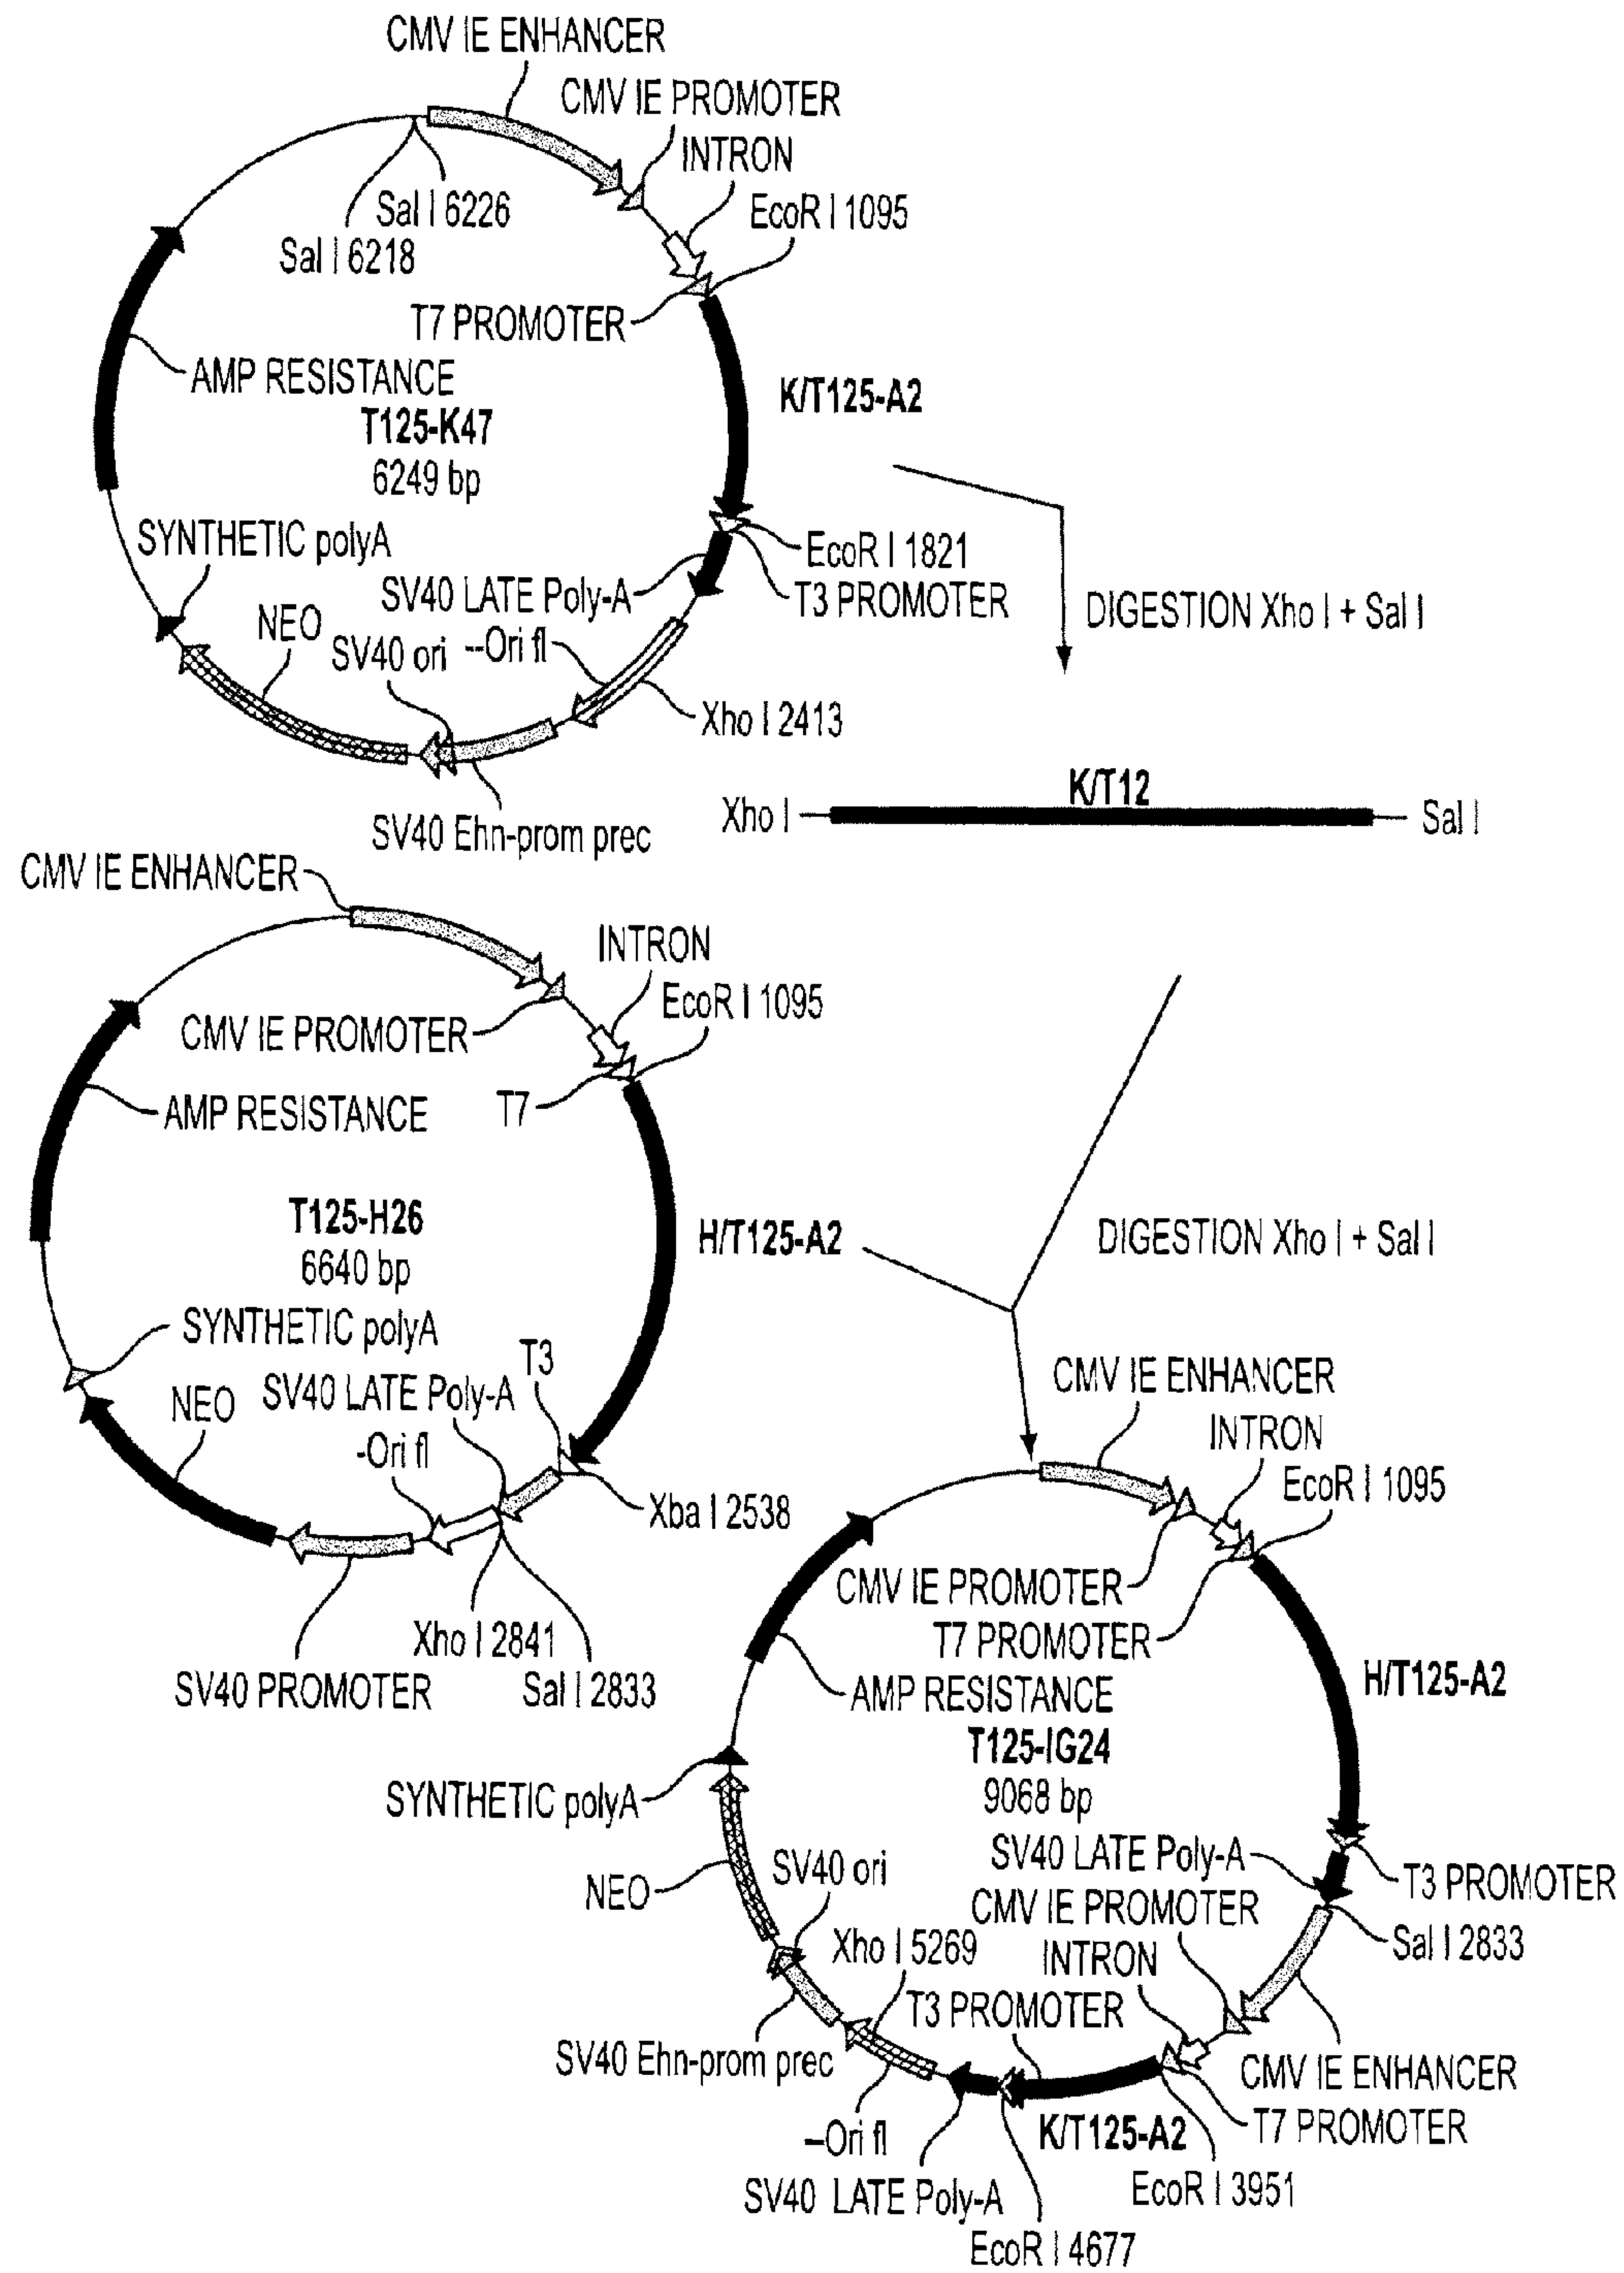 CMV IE ENHANCER
CMV IE PROMOTER
INTRON
EcoR I 1095
Sal I 6226
Sal I 6218
T7 PROMOTER
AMP RESISTANCE
T125-K47
6249 bp
K/T125-A2
SYNTHETIC polyA
EcoR I 1821
SV40 LATE Poly-A
T3 PROMOTER
NEO
SV40 ori
--Ori fl
Xho I 2413
SV40 Ehn-prom prec
DIGESTION Xho I + Sal I
K/T12
Xho I
Sal I
CMV IE ENHANCER
INTRON
EcoR I 1095
CMV IE PROMOTER
T7
AMP RESISTANCE
T125-H26
6640 bp
H/T125-A2
SYNTHETIC polyA
T3
SV40 LATE Poly-A
NEO
-Ori fl
Xba I 2538
Xho I 2841
Sal I 2833
SV40 PROMOTER
DIGESTION Xho I + Sal I
CMV IE ENHANCER
INTRON
EcoR I 1095
CMV IE PROMOTER
T7 PROMOTER
AMP RESISTANCE
H/T125-A2
T125-IG24
9068 bp
SYNTHETIC polyA
SV40 LATE Poly-A
T3 PROMOTER
NEO
SV40 ori
CMV IE PROMOTER
Sal I 2833
Xho I 5269
INTRON
T3 PROMOTER
SV40 Ehn-prom prec
CMV IE ENHANCER
--Ori fl
K/T125-A2
T7 PROMOTER
SV40 LATE Poly-A
EcoR I 3951
EcoR I 4677